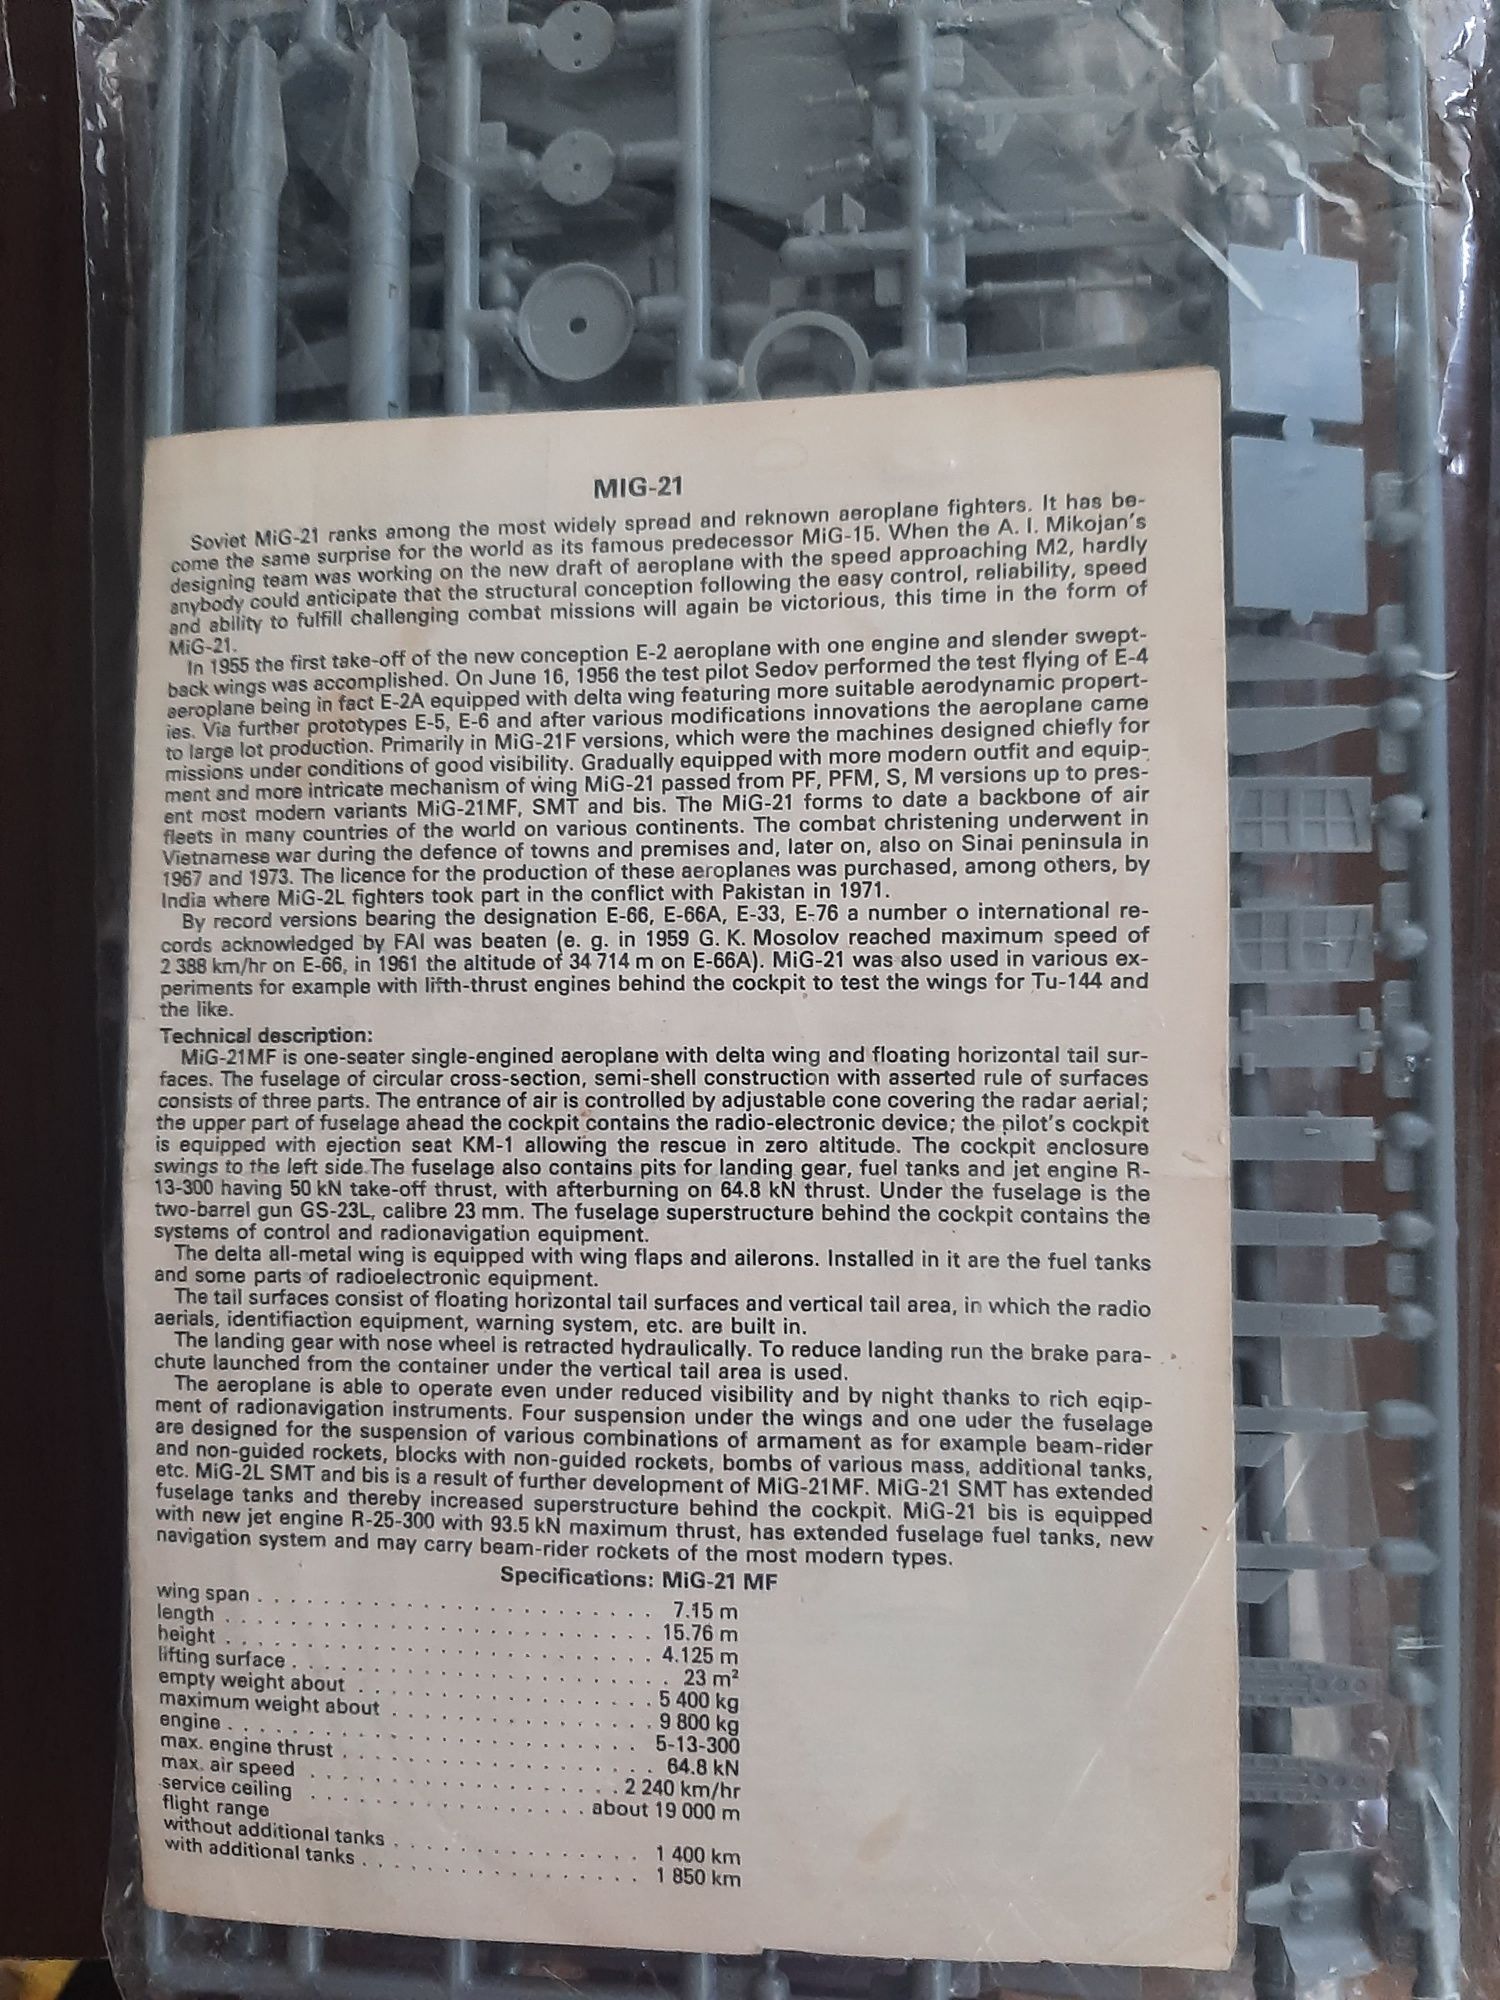 MIG-21
Soviet MiG-21 ranks among the most widely spread and reknown aeroplane fighters. It has be-
come the same surprise for the world as its famous predecessor MiG-15. When the A. I. Mikojan's
designing team was working on the new draft of aeroplane with the speed approaching M2, hardly
anybody could anticipate that the structural conception following the easy control, reliability, speed
and ability to fulfill challenging combat missions will again be victorious, this time in the form of
MiG-21.
In 1955 the first take-off of the new conception E-2 aeroplane with one engine and slender swept-
back wings was accomplished. On June 16, 1956 the test pilot Sedov performed the test flying of E-4
aeroplane being in fact E-2A equipped with delta wing featuring more suitable aerodynamic propert-
ies. Via further prototypes E-5, E-6 and after various modifications innovations the aeroplane came
to large lot production. Primarily in MiG-21F versions, which were the machines designed chiefly for
missions under conditions of good visibility. Gradually equipped with more modern outfit and equip-
ment and more intricate mechanism of wing MiG-21 passed from PF, PFM, S, M versions up to pres-
ent most modern variants MiG-21MF, SMT and bis. The MiG-21 forms to date a backbone of air
fleets in many countries of the world on various continents. The combat christening underwent in
Vietnamese war during the defence of towns and premises and, later on, also on Sinai peninsula in
1967 and 1973. The licence for the production of these aeroplanes was purchased, among others, by
India where MiG-2L fighters took part in the conflict with Pakistan in 1971.
By record versions bearing the designation E-66, E-66A, E-33, E-76 a number o international re-
cords acknowledged by FAI was beaten (e. g. in 1959 G. K. Mosolov reached maximum speed of
2 388 km/hr on E-66, in 1961 the altitude of 34 714 m on E-66A). MiG-21 was also used in various ex-
periments for example with lifth-thrust engines behind the cockpit to test the wings for Tu-144 and
the like.
Technical description:
MiG-21MF is one-seater single-engined aeroplane with delta wing and floating horizontal tail sur-
faces. The fuselage of circular cross-section, semi-shell construction with asserted rule of surfaces
consists of three parts. The entrance of air is controlled by adjustable cone covering the radar aerial;
the upper part of fuselage ahead the cockpit contains the radio-electronic device; the pilot's cockpit
is equipped with ejection seat KM-1 allowing the rescue in zero altitude. The cockpit enclosure
swings to the left side.The fuselage also contains pits for landing gear, fuel tanks and jet engine R-
13-300 having 50 kN take-off thrust, with afterburning on 64.8 kN thrust. Under the fuselage is the
two-barrel gun GS-23L, calibre 23 mm. The fuselage superstructure behind the cockpit contains the
systems of control and radionavigation equipment.
The delta all-metal wing is equipped with wing flaps and ailerons. Installed in it are the fuel tanks
and some parts of radioelectronic equipment.
The tail surfaces consist of floating horizontal tail surfaces and vertical tail area, in which the radio
aerials, identifiaction equipment, warning system, etc. are built in.
The landing gear with nose wheel is retracted hydraulically. To reduce landing run the brake para-
chute launched from the container under the vertical tail area is used.
The aeroplane is able to operate even under reduced visibility and by night thanks to rich eqip-
ment of radionavigation instruments. Four suspension under the wings and one uder the fuselage
are designed for the suspension of various combinations of armament as for example beam-rider
and non-guided rockets, blocks with non-guided rockets, bombs of various mass, additional tanks,
etc. MiG-2L SMT and bis is a result of further development of MiG-21MF. MiG-21 SMT has extended
fuselage tanks and thereby increased superstructure behind the cockpit. MiG-21 bis is equipped
with new jet engine R-25-300 with 93.5 kN maximum thrust, has extended fuselage fuel tanks, new
navigation system and may carry beam-rider rockets of the most modern types.
Specifications: MiG-21 MF
wing span . . . . . . . . . . . . . . . . . . . . . . 7.15 m
length . . . . . . . . . . . . . . . . . . . . . . . . 15.76 m
height . . . . . . . . . . . . . . . . . . . . . . . . 4.125 m
lifting surface . . . . . . . . . . . . . . . . . . . . 23 m²
empty weight about . . . . . . . . . . . . . . . . . 5 400 kg
maximum weight about . . . . . . . . . . . . . . . 9 800 kg
engine . . . . . . . . . . . . . . . . . . . . . . . 5-13-300
max. engine thrust . . . . . . . . . . . . . . . . . 64.8 kN
max. air speed . . . . . . . . . . . . . . . . . . . 2 240 km/hr
service ceiling . . . . . . . . . . . . . . . . . about 19 000 m
flight range
without additional tanks . . . . . . . . . . . . . . 1 400 km
with additional tanks . . . . . . . . . . . . . . . . 1 850 km